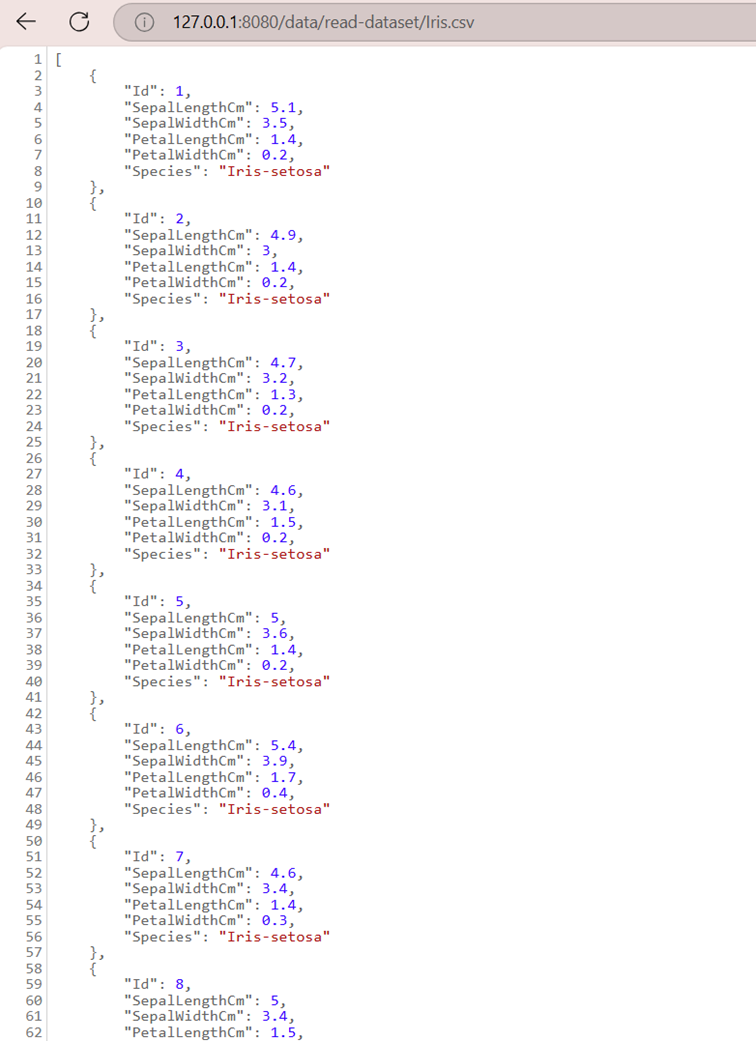 127.0.0.1:8080/data/read-dataset/Iris.csv
1 [
2 {
3 "Id": 1,
4 "SepalLengthCm": 5.1,
5 "SepalWidthCm": 3.5,
6 "PetalLengthCm": 1.4,
7 "PetalWidthCm": 0.2,
8 "Species": "Iris-setosa"
9 },
10 {
11 "Id": 2,
12 "SepalLengthCm": 4.9,
13 "SepalWidthCm": 3,
14 "PetalLengthCm": 1.4,
15 "PetalWidthCm": 0.2,
16 "Species": "Iris-setosa"
17 },
18 {
19 "Id": 3,
20 "SepalLengthCm": 4.7,
21 "SepalWidthCm": 3.2,
22 "PetalLengthCm": 1.3,
23 "PetalWidthCm": 0.2,
24 "Species": "Iris-setosa"
25 },
26 {
27 "Id": 4,
28 "SepalLengthCm": 4.6,
29 "SepalWidthCm": 3.1,
30 "PetalLengthCm": 1.5,
31 "PetalWidthCm": 0.2,
32 "Species": "Iris-setosa"
33 },
34 {
35 "Id": 5,
36 "SepalLengthCm": 5,
37 "SepalWidthCm": 3.6,
38 "PetalLengthCm": 1.4,
39 "PetalWidthCm": 0.2,
40 "Species": "Iris-setosa"
41 },
42 {
43 "Id": 6,
44 "SepalLengthCm": 5.4,
45 "SepalWidthCm": 3.9,
46 "PetalLengthCm": 1.7,
47 "PetalWidthCm": 0.4,
48 "Species": "Iris-setosa"
49 },
50 {
51 "Id": 7,
52 "SepalLengthCm": 4.6,
53 "SepalWidthCm": 3.4,
54 "PetalLengthCm": 1.4,
55 "PetalWidthCm": 0.3,
56 "Species": "Iris-setosa"
57 },
58 {
59 "Id": 8,
60 "SepalLengthCm": 5,
61 "SepalWidthCm": 3.4,
62 "PetalLengthCm": 1.5,